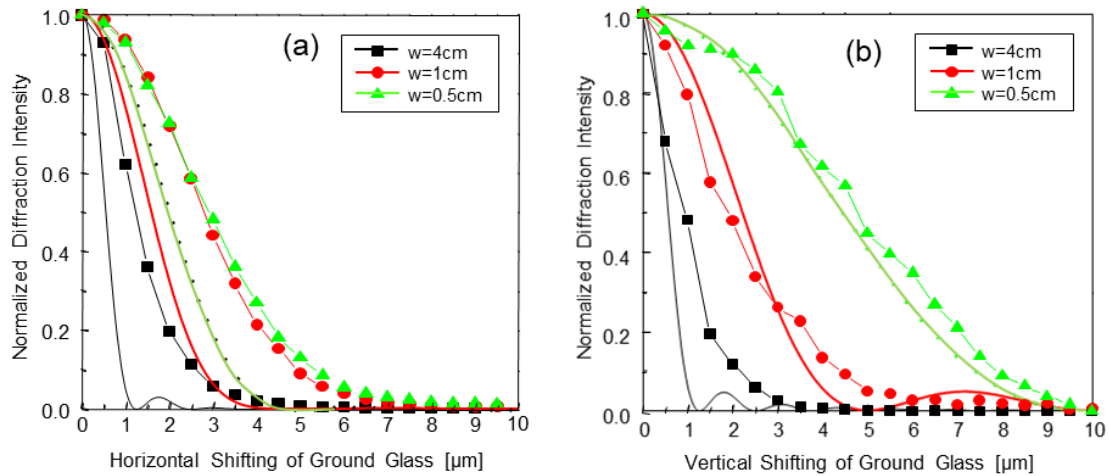 (a)
w=4cm
w=1cm
w=0.5cm
Normalized Diffraction Intensity
1.0
0.8
0.6
0.4
0.2
0.0
0 1 2 3 4 5 6 7 8 9 10
Horizontal Shifting of Ground Glass [µm]
(b)
w=4cm
w=1cm
w=0.5cm
Normalized Diffraction Intensity
1.0
0.8
0.6
0.4
0.2
0.0
0 1 2 3 4 5 6 7 8 9 10
Vertical Shifting of Ground Glass [µm]